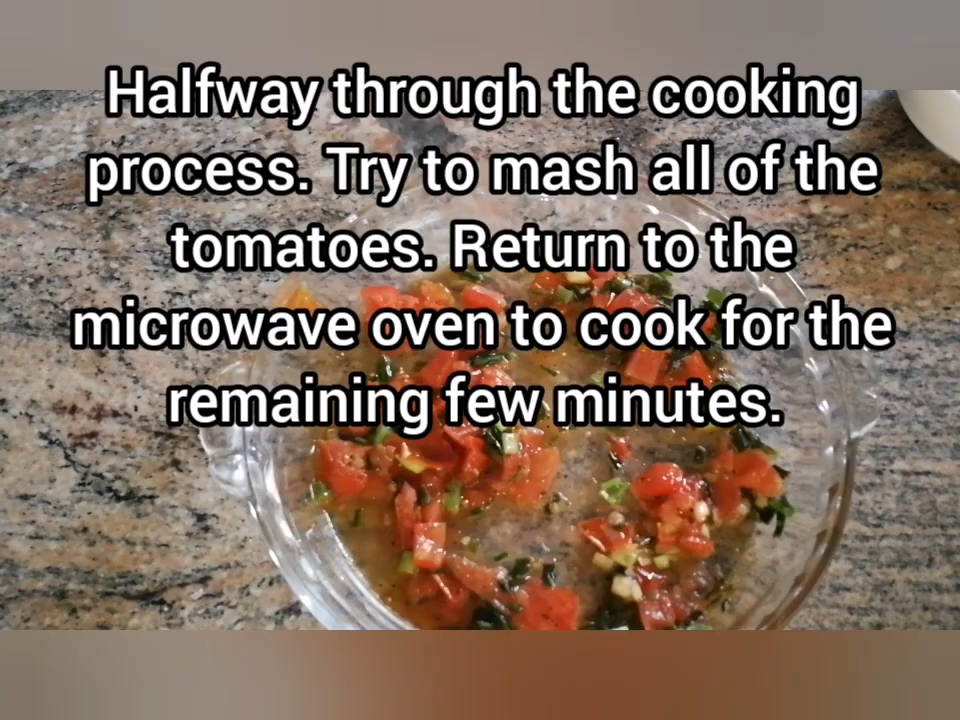 Halfway through the cooking
process. Try to mash all of the
tomatoes. Return to the
microwave oven to cook for the
remaining few minutes.